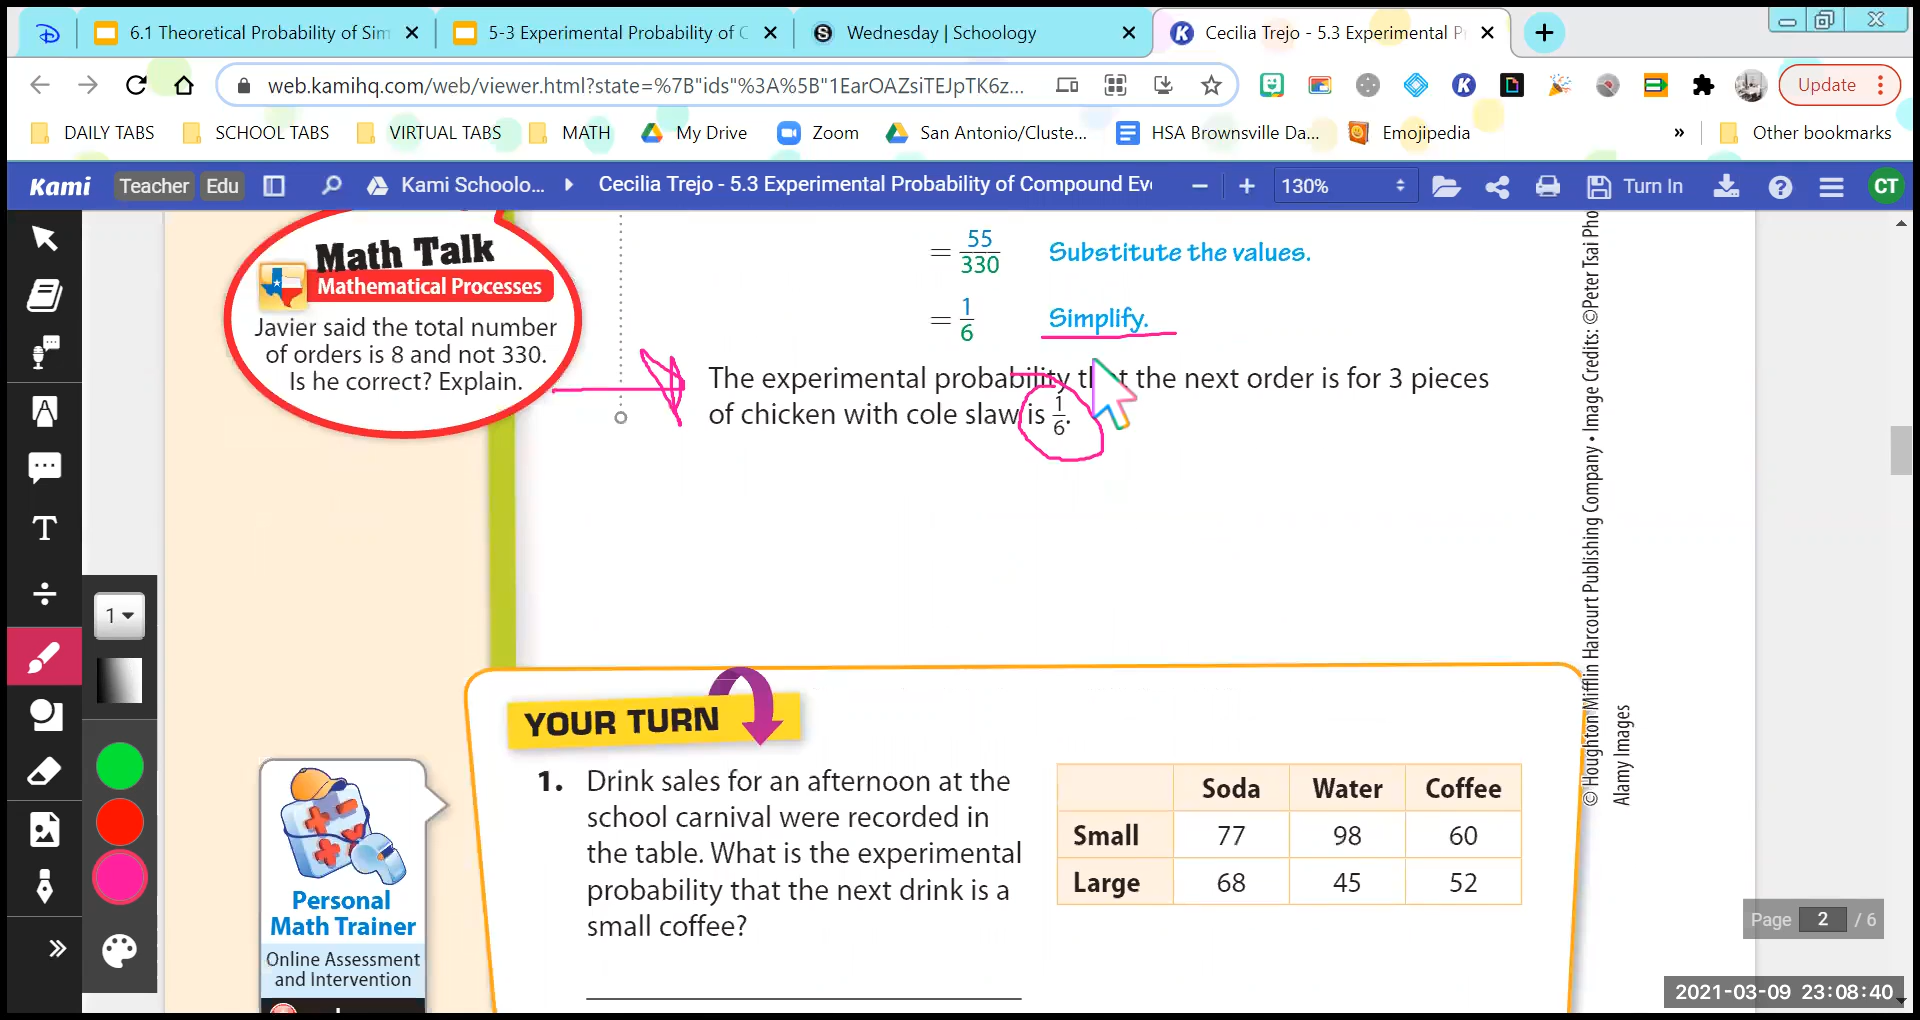 6.1 Theoretical Probability of Sim
5-3 Experimental Probability of C
Wednesday | Schoology
Cecilia Trejo - 5.3 Experimental P
web.kamihq.com/web/viewer.html?state=%7B"ids"%3A%5B"1EarOAZsiTEJpTK6z...
Update
DAILY TABS
SCHOOL TABS
VIRTUAL TABS
MATH
My Drive
Zoom
San Antonio/Cluste...
HSA Brownsville Da...
Emojipedia
»
Other bookmarks
Kami
Teacher
Edu
Kami Schoolo...
Cecilia Trejo - 5.3 Experimental Probability of Compound Eve
130%
Turn In
CT
Math Talk
Mathematical Processes
Javier said the total number
of orders is 8 and not 330.
Is he correct? Explain.
= 55/330 Substitute the values.
= 1/6 Simplify.
The experimental probability that the next order is for 3 pieces
of chicken with cole slaw is 1/6.
YOUR TURN
1. Drink sales for an afternoon at the
school carnival were recorded in
the table. What is the experimental
probability that the next drink is a
small coffee?
Soda Water Coffee
Small 77 98 60
Large 68 45 52
Personal
Math Trainer
Online Assessment
and Intervention
© Houghton Mifflin Harcourt Publishing Company • Image Credits: ©Peter Tsai Pho
Alamy Images
1
T
Page 2 / 6
2021-03-09 23:08:40